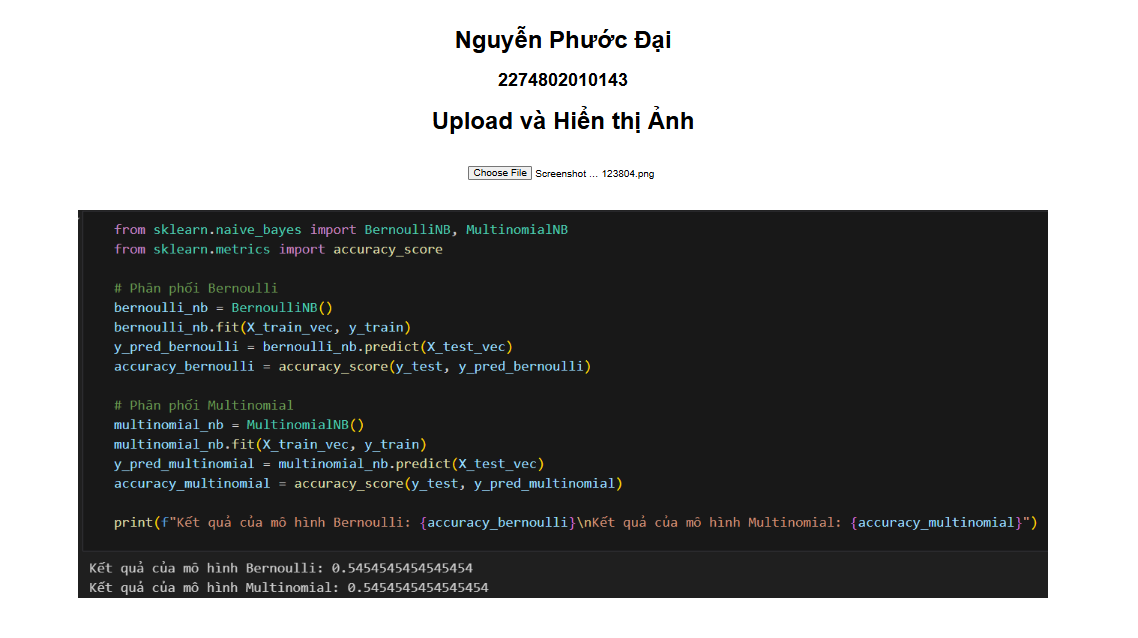 Nguyễn Phước Đại
2274802010143
Upload và Hiển thị Ảnh
Choose File Screenshot ... 123804.png
from sklearn.naive_bayes import BernoulliNB, MultinomialNB
from sklearn.metrics import accuracy_score
# Phân phối Bernoulli
bernoulli_nb = BernoulliNB()
bernoulli_nb.fit(X_train_vec, y_train)
y_pred_bernoulli = bernoulli_nb.predict(X_test_vec)
accuracy_bernoulli = accuracy_score(y_test, y_pred_bernoulli)
# Phân phối Multinomial
multinomial_nb = MultinomialNB()
multinomial_nb.fit(X_train_vec, y_train)
y_pred_multinomial = multinomial_nb.predict(X_test_vec)
accuracy_multinomial = accuracy_score(y_test, y_pred_multinomial)
print(f"Kết quả của mô hình Bernoulli: {accuracy_bernoulli}\nKết quả của mô hình Multinomial: {accuracy_multinomial}")
Kết quả của mô hình Bernoulli: 0.5454545454545454
Kết quả của mô hình Multinomial: 0.5454545454545454